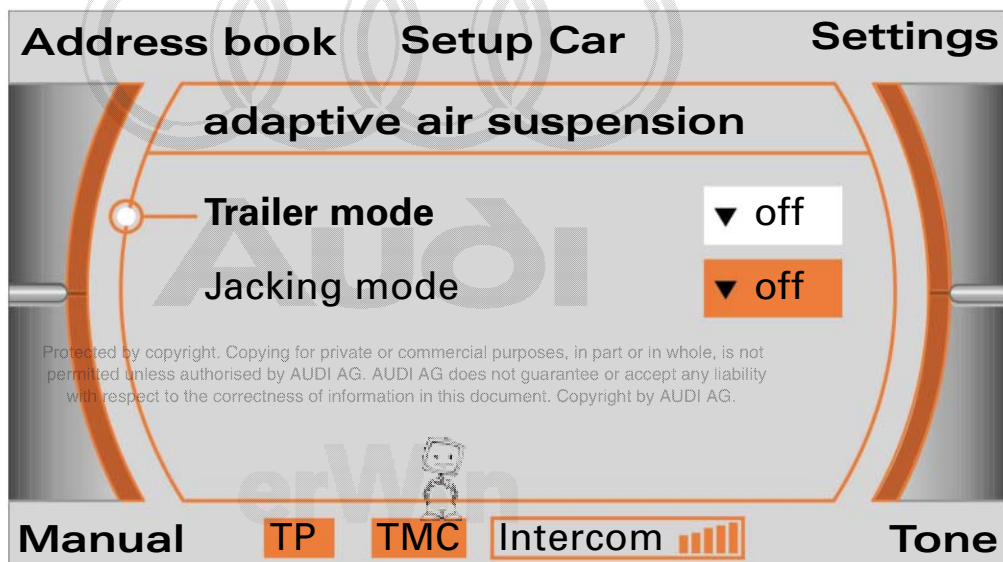 Address book Setup Car Settings
adaptive air suspension
Trailer mode ▼ off
Jacking mode ▼ off
Audi
Protected by copyright. Copying for private or commercial purposes, in part or in whole, is not
permitted unless authorised by AUDI AG. AUDI AG does not guarantee or accept any liability
with respect to the correctness of information in this document. Copyright by AUDI AG.
erWin
Manual TP TMC Intercom Tone